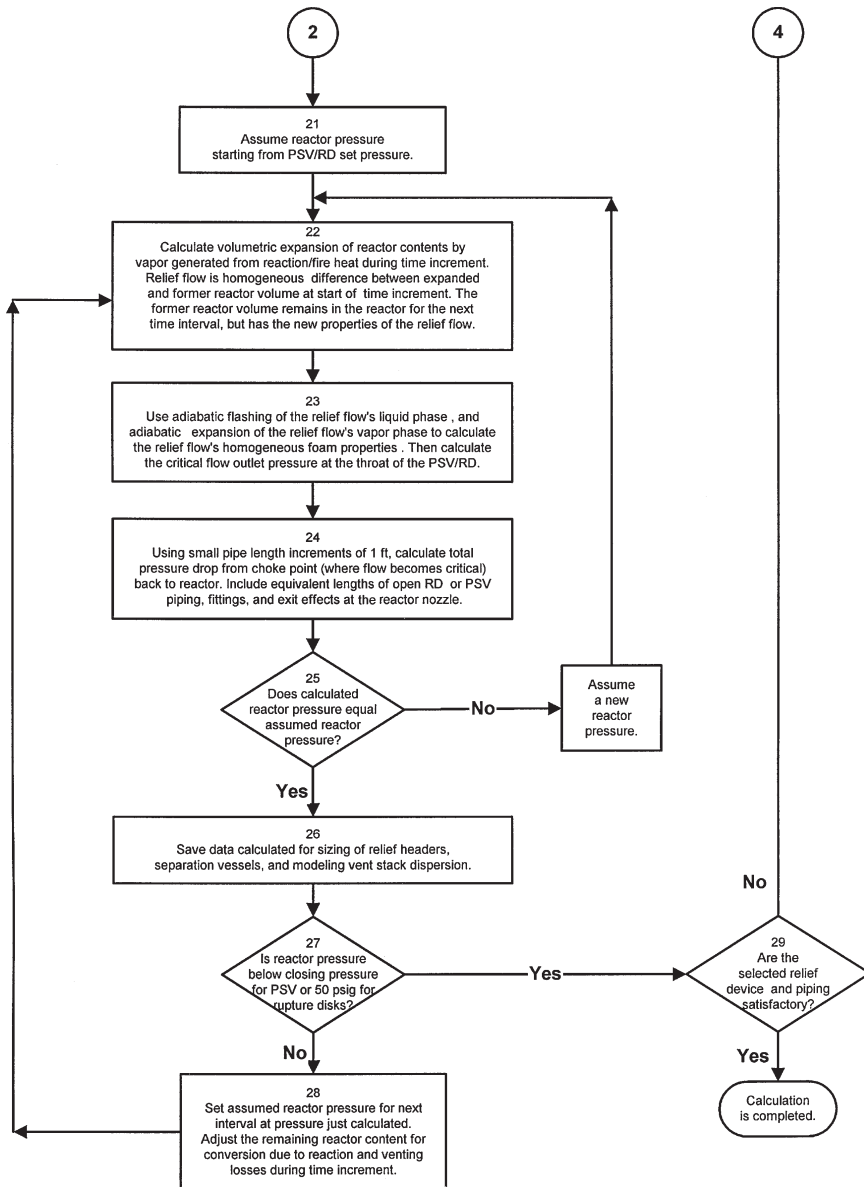 2
4
21
Assume reactor pressure
starting from PSV/RD set pressure.
22
Calculate volumetric expansion of reactor contents by
vapor generated from reaction/fire heat during time increment.
Relief flow is homogeneous difference between expanded
and former reactor volume at start of time increment. The
former reactor volume remains in the reactor for the next
time interval, but has the new properties of the relief flow.
23
Use adiabatic flashing of the relief flow's liquid phase , and
adiabatic expansion of the relief flow's vapor phase to calculate
the relief flow's homogeneous foam properties . Then calculate
the critical flow outlet pressure at the throat of the PSV/RD.
24
Using small pipe length increments of 1 ft, calculate total
pressure drop from choke point (where flow becomes critical)
back to reactor. Include equivalent lengths of open RD or PSV
piping, fittings, and exit effects at the reactor nozzle.
25
Does calculated
reactor pressure equal
assumed reactor
pressure?
No
Assume
a new
reactor
pressure.
Yes
26
Save data calculated for sizing of relief headers,
separation vessels, and modeling vent stack dispersion.
27
Is reactor pressure
below closing pressure
for PSV or 50 psig for
rupture disks?
Yes
No
29
Are the
selected relief
device and piping
satisfactory?
No
Yes
Calculation
is completed.
28
Set assumed reactor pressure for next
interval at pressure just calculated.
Adjust the remaining reactor content for
conversion due to reaction and venting
losses during time increment.